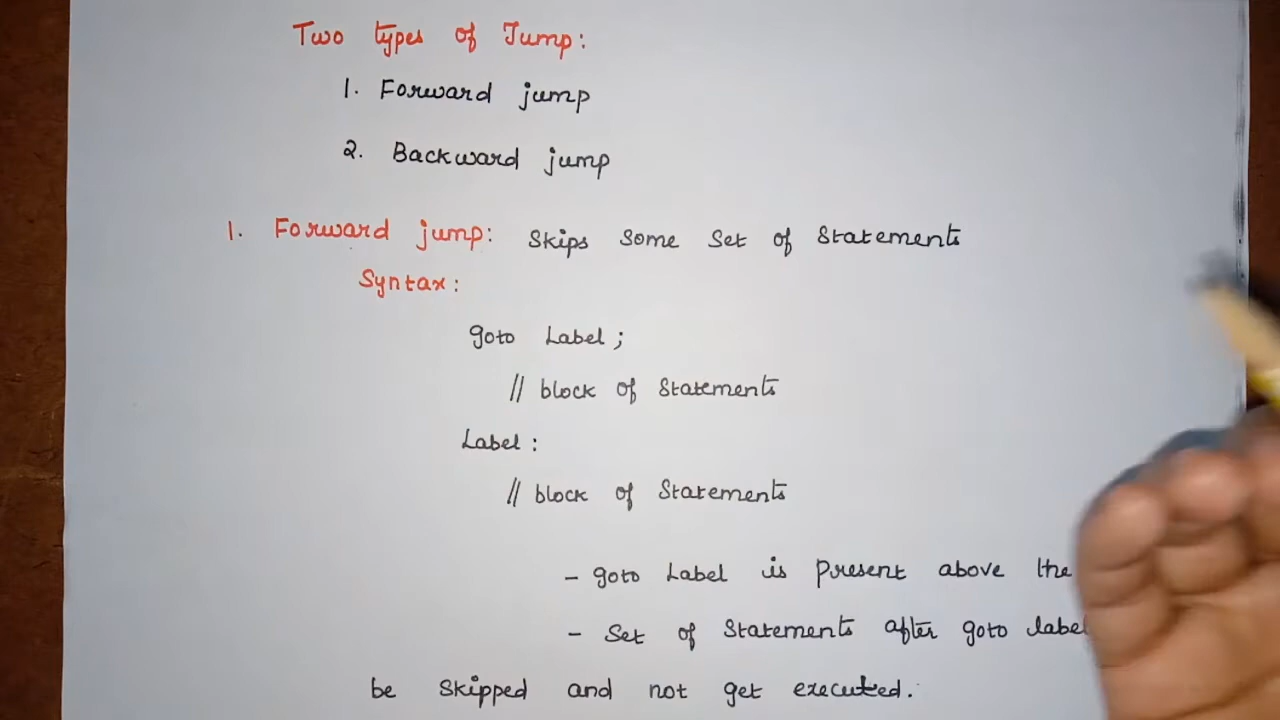 Two types of Jump:
1. Forward jump
2. Backward jump
1. Forward jump: Skips Some Set of Statements
Syntax:
goto Label;
// block of Statements
Label:
// block of Statements
- goto Label is present above the
- Set of Statements after goto label
be Skipped and not get executed.